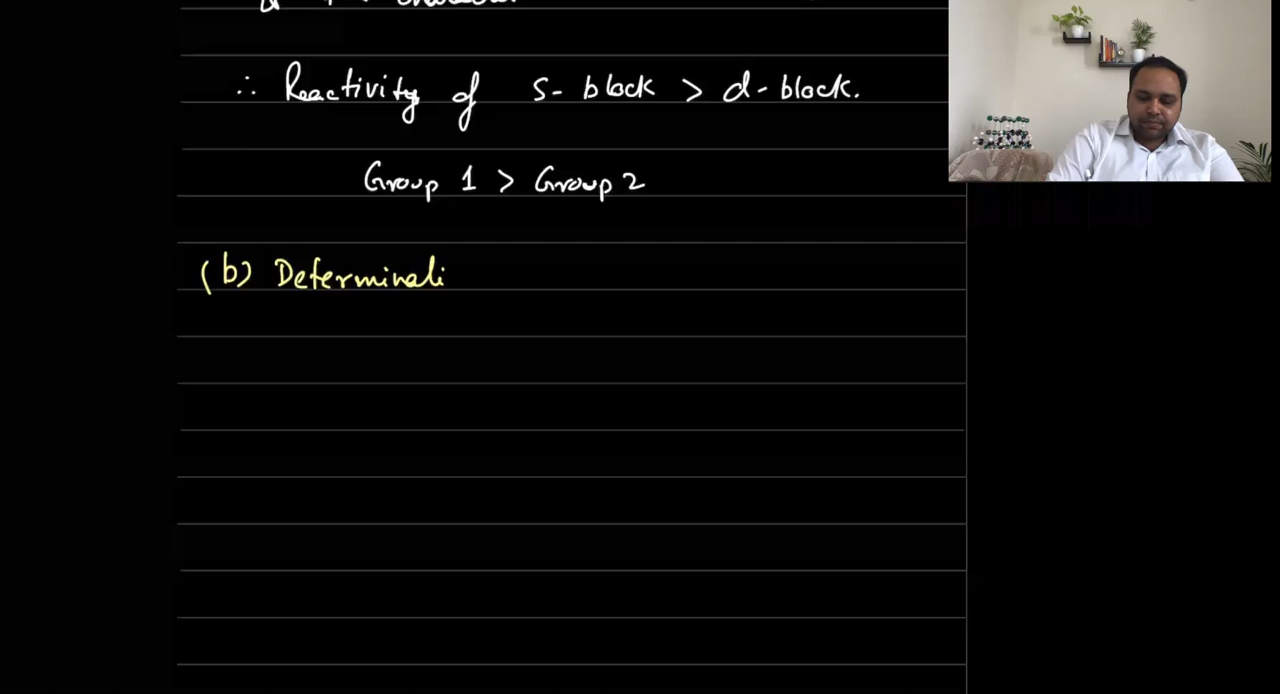 ∴ Reactivity of s-block > d-block.
Group 1 > Group 2
(b) Determinati